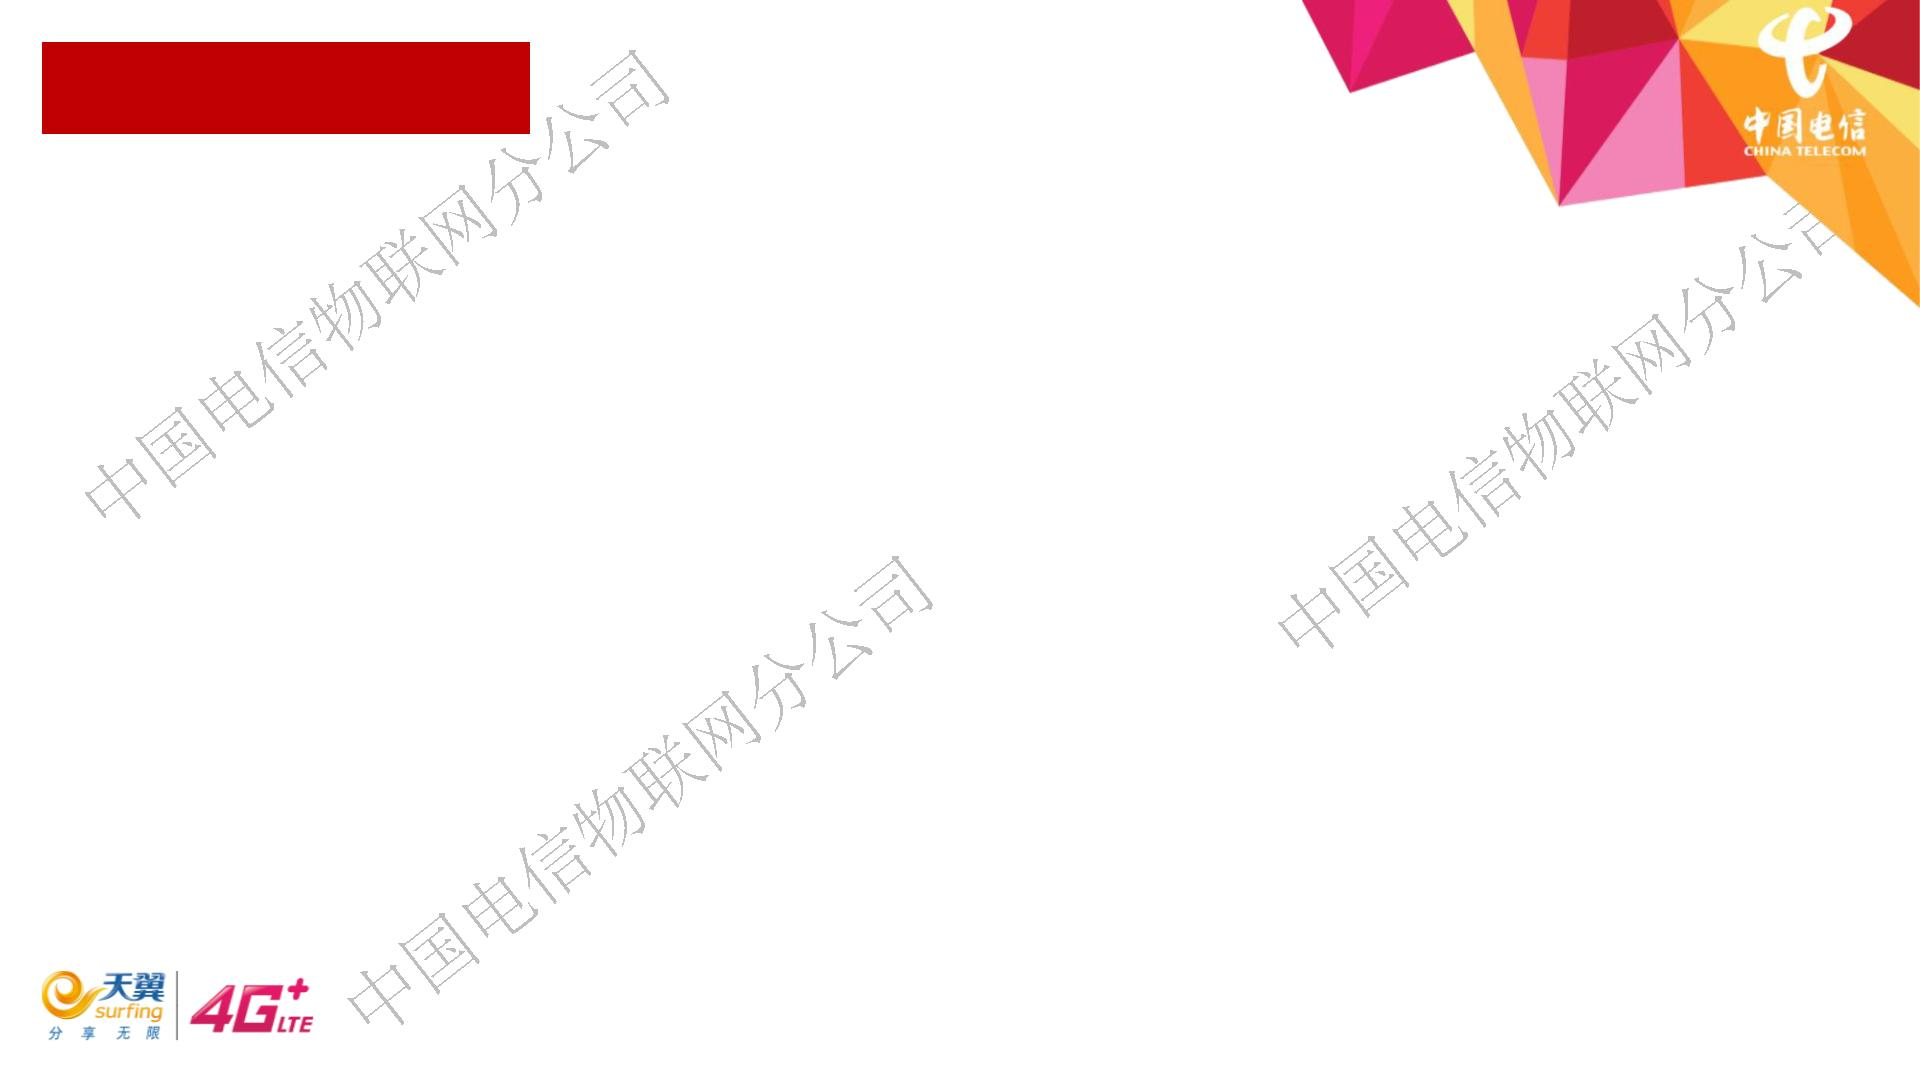 中国电信
CHINA TELECOM
中国电信物联网分公司
中国电信物联网分公司
中国电信物联网分公司
天翼
surfing
分享无限
4G+
LTE